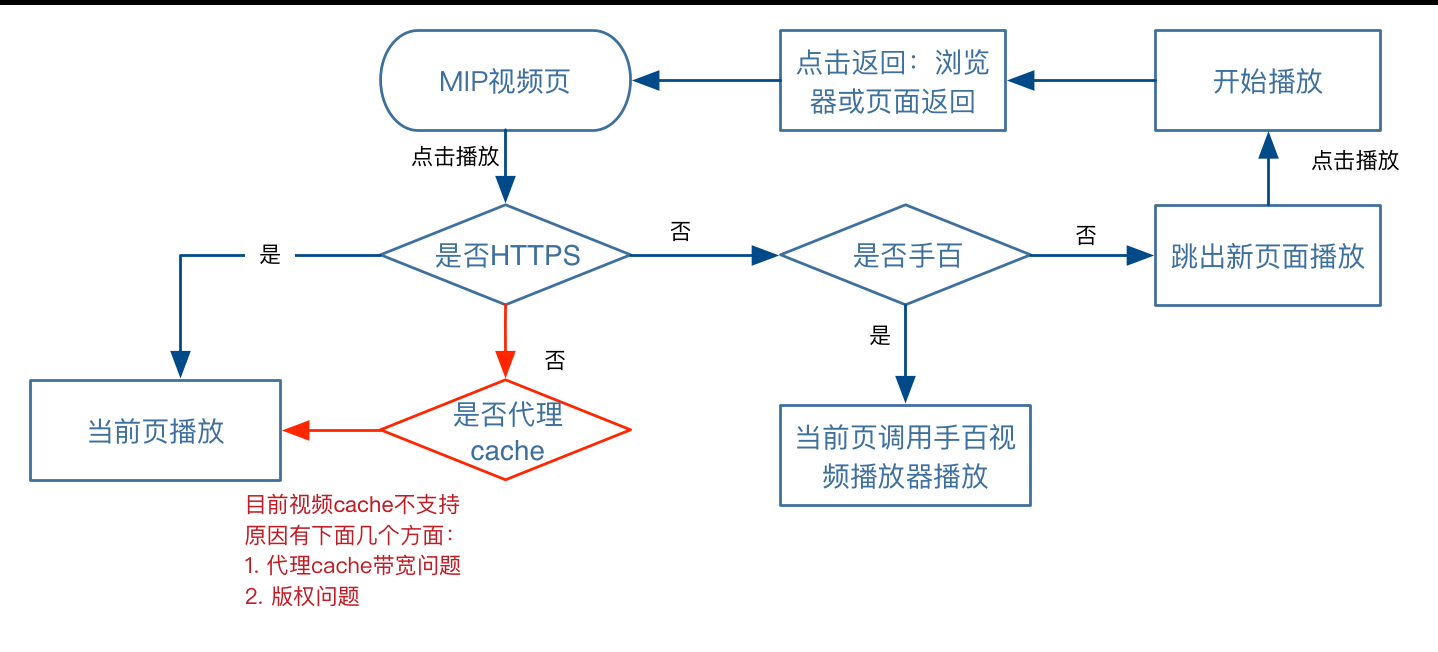 MIP视频页
点击返回：浏览
器或页面返回
开始播放
点击播放
点击播放
是否HTTPS
是
否
是否手百
否
跳出新页面播放
否
是
当前页播放
是否代理
cache
当前页调用手百视
频播放器播放
目前视频cache不支持
原因有下面几个方面：
1. 代理cache带宽问题
2. 版权问题